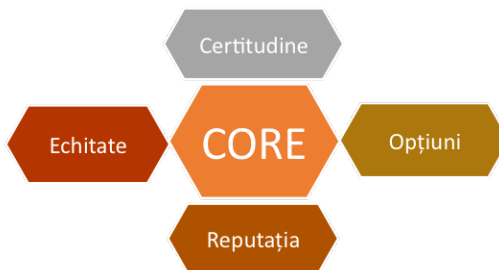 Certitudine
Echitate
CORE
Opțiuni
Reputația